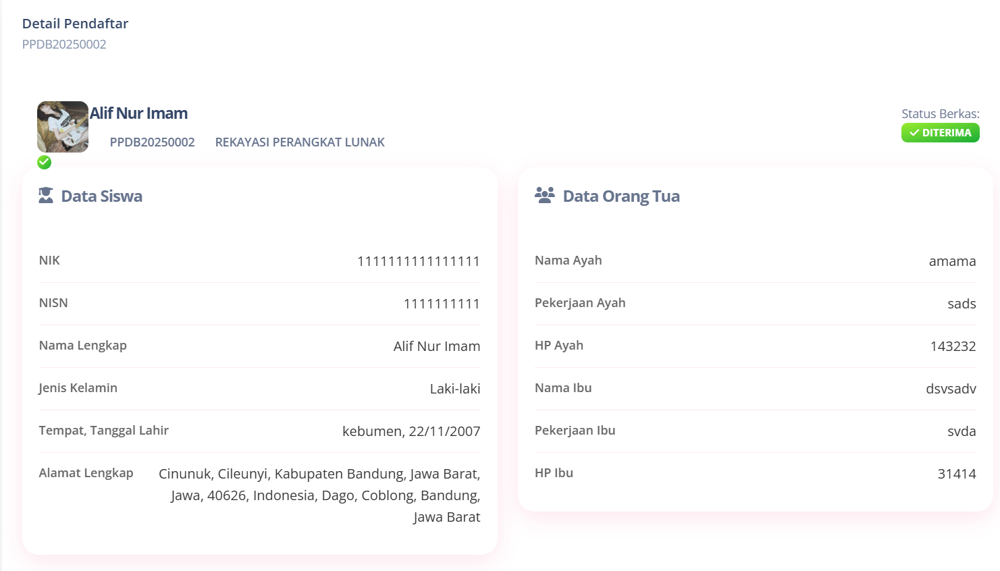 Detail Pendaftar
PPDB20250002
Alif Nur Imam
PPDB20250002 REKAYASI PERANGKAT LUNAK
Status Berkas:
DITERIMA
Data Siswa
NIK 1111111111111111
NISN 1111111111
Nama Lengkap Alif Nur Imam
Jenis Kelamin Laki-laki
Tempat, Tanggal Lahir kebumen, 22/11/2007
Alamat Lengkap Cinunuk, Cileunyi, Kabupaten Bandung, Jawa Barat,
Jawa, 40626, Indonesia, Dago, Coblong, Bandung,
Jawa Barat
Data Orang Tua
Nama Ayah amama
Pekerjaan Ayah sads
HP Ayah 143232
Nama Ibu dsvsadv
Pekerjaan Ibu svda
HP Ibu 31414